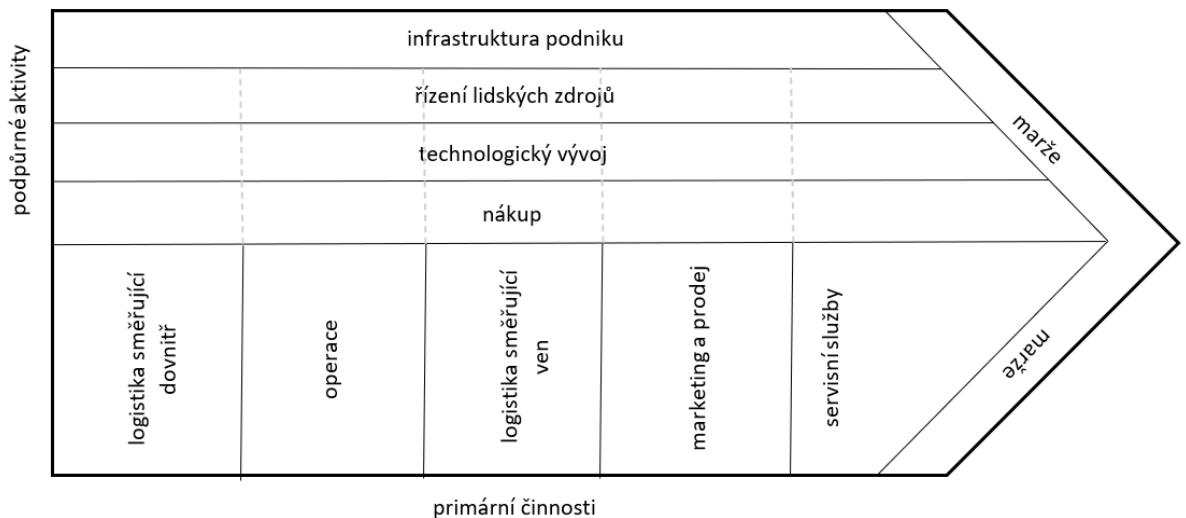 infrastruktura podniku
podpůrné aktivity
řízení lidských zdrojů
technologický vývoj
nákup
marže
logistika směřující
dovnitř
operace
logistika směřující
ven
marketing a prodej
servisní služby
marže
primární činnosti